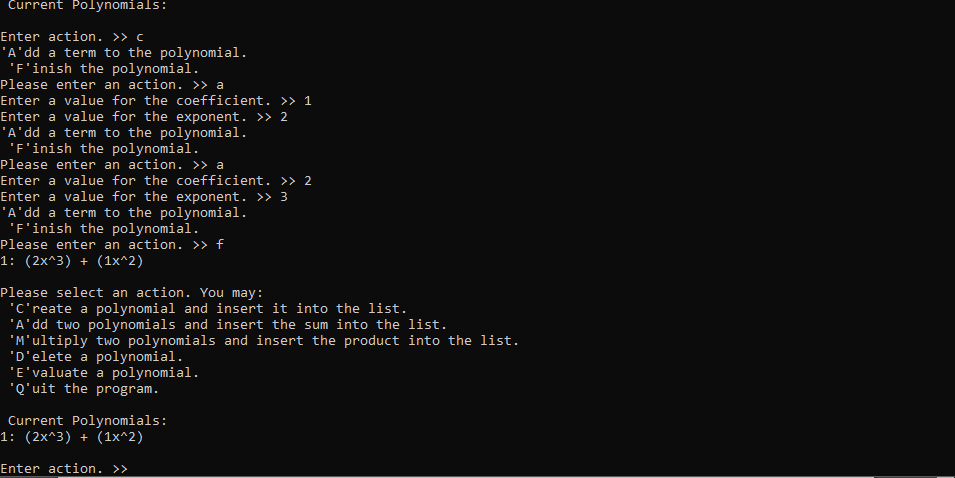 Current Polynomials:
Enter action. >> c
'A'dd a term to the polynomial.
'F'inish the polynomial.
Please enter an action. >> a
Enter a value for the coefficient. >> 1
Enter a value for the exponent. >> 2
'A'dd a term to the polynomial.
'F'inish the polynomial.
Please enter an action. >> a
Enter a value for the coefficient. >> 2
Enter a value for the exponent. >> 3
'A'dd a term to the polynomial.
'F'inish the polynomial.
Please enter an action. >> f
1: (2x^3) + (1x^2)
Please select an action. You may:
'C'reate a polynomial and insert it into the list.
'A'dd two polynomials and insert the sum into the list.
'M'ultiply two polynomials and insert the product into the list.
'D'elete a polynomial.
'E'valuate a polynomial.
'Q'uit the program.
Current Polynomials:
1: (2x^3) + (1x^2)
Enter action. >>